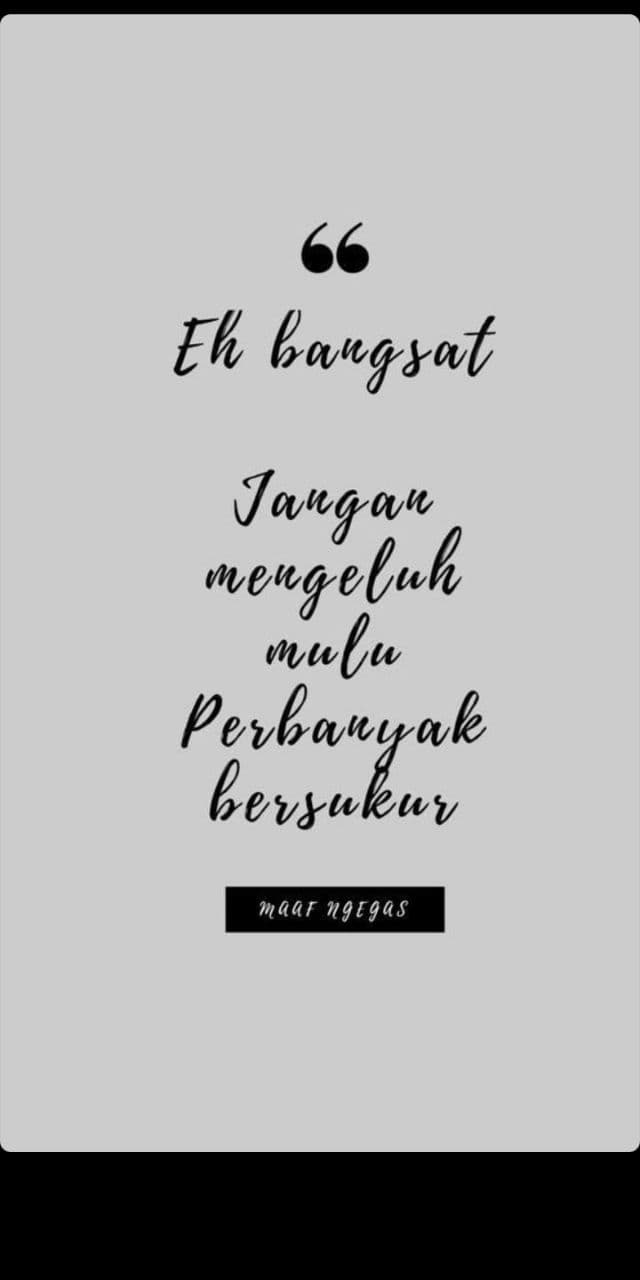 ❝
Eh bangsat
Jangan
mengeluh
mulu
Perbanyak
bersukur
MAAF NGEGAS